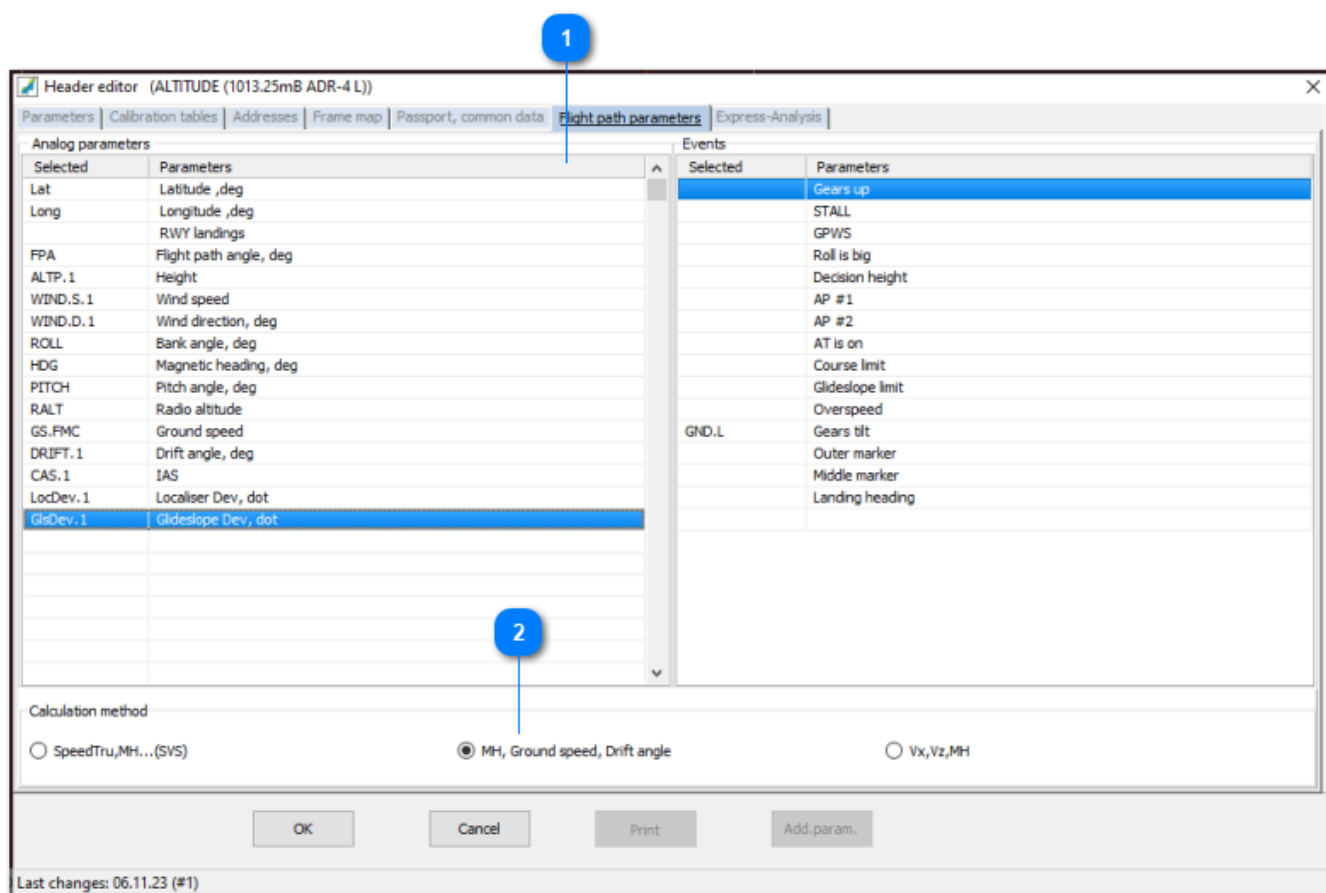 1
Header editor (ALTITUDE (1013.25mB ADR-4 L))
Parameters Calibration tables Addresses Frame map Passport, common data Flight path parameters Express-Analysis
Analog parameters Events
Selected Parameters Selected Parameters
Lat Latitude ,deg Gears up
Long Longitude ,deg STALL
RWY landings GPWS
FPA Flight path angle, deg Roll is big
ALTP.1 Height Decision height
WIND.S.1 Wind speed AP #1
WIND.D.1 Wind direction, deg AP #2
ROLL Bank angle, deg AT is on
HDG Magnetic heading, deg Course limit
PITCH Pitch angle, deg Glideslope limit
RALT Radio altitude Overspeed
GS.FMC Ground speed GND.L Gears tilt
DRIFT.1 Drift angle, deg Outer marker
CAS.1 IAS Middle marker
LocDev.1 Localiser Dev, dot Landing heading
GlsDev.1 Glideslope Dev, dot
2
Calculation method
SpeedTru,MH...(SVS) MH, Ground speed, Drift angle Vx,Vz,MH
OK Cancel Print Add.param.
Last changes: 06.11.23 (#1)